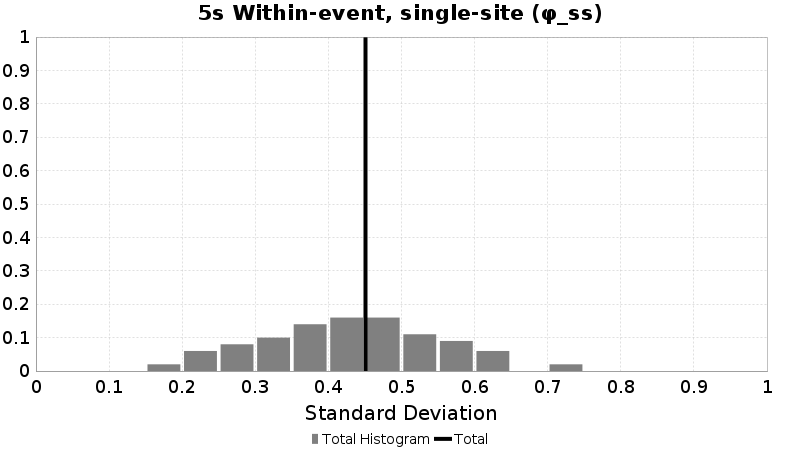 5s Within-event, single-site (φ_ss)
1
0.9
0.8
0.7
0.6
0.5
0.4
0.3
0.2
0.1
0
0 0.1 0.2 0.3 0.4 0.5 0.6 0.7 0.8 0.9 1
Standard Deviation
Total Histogram Total